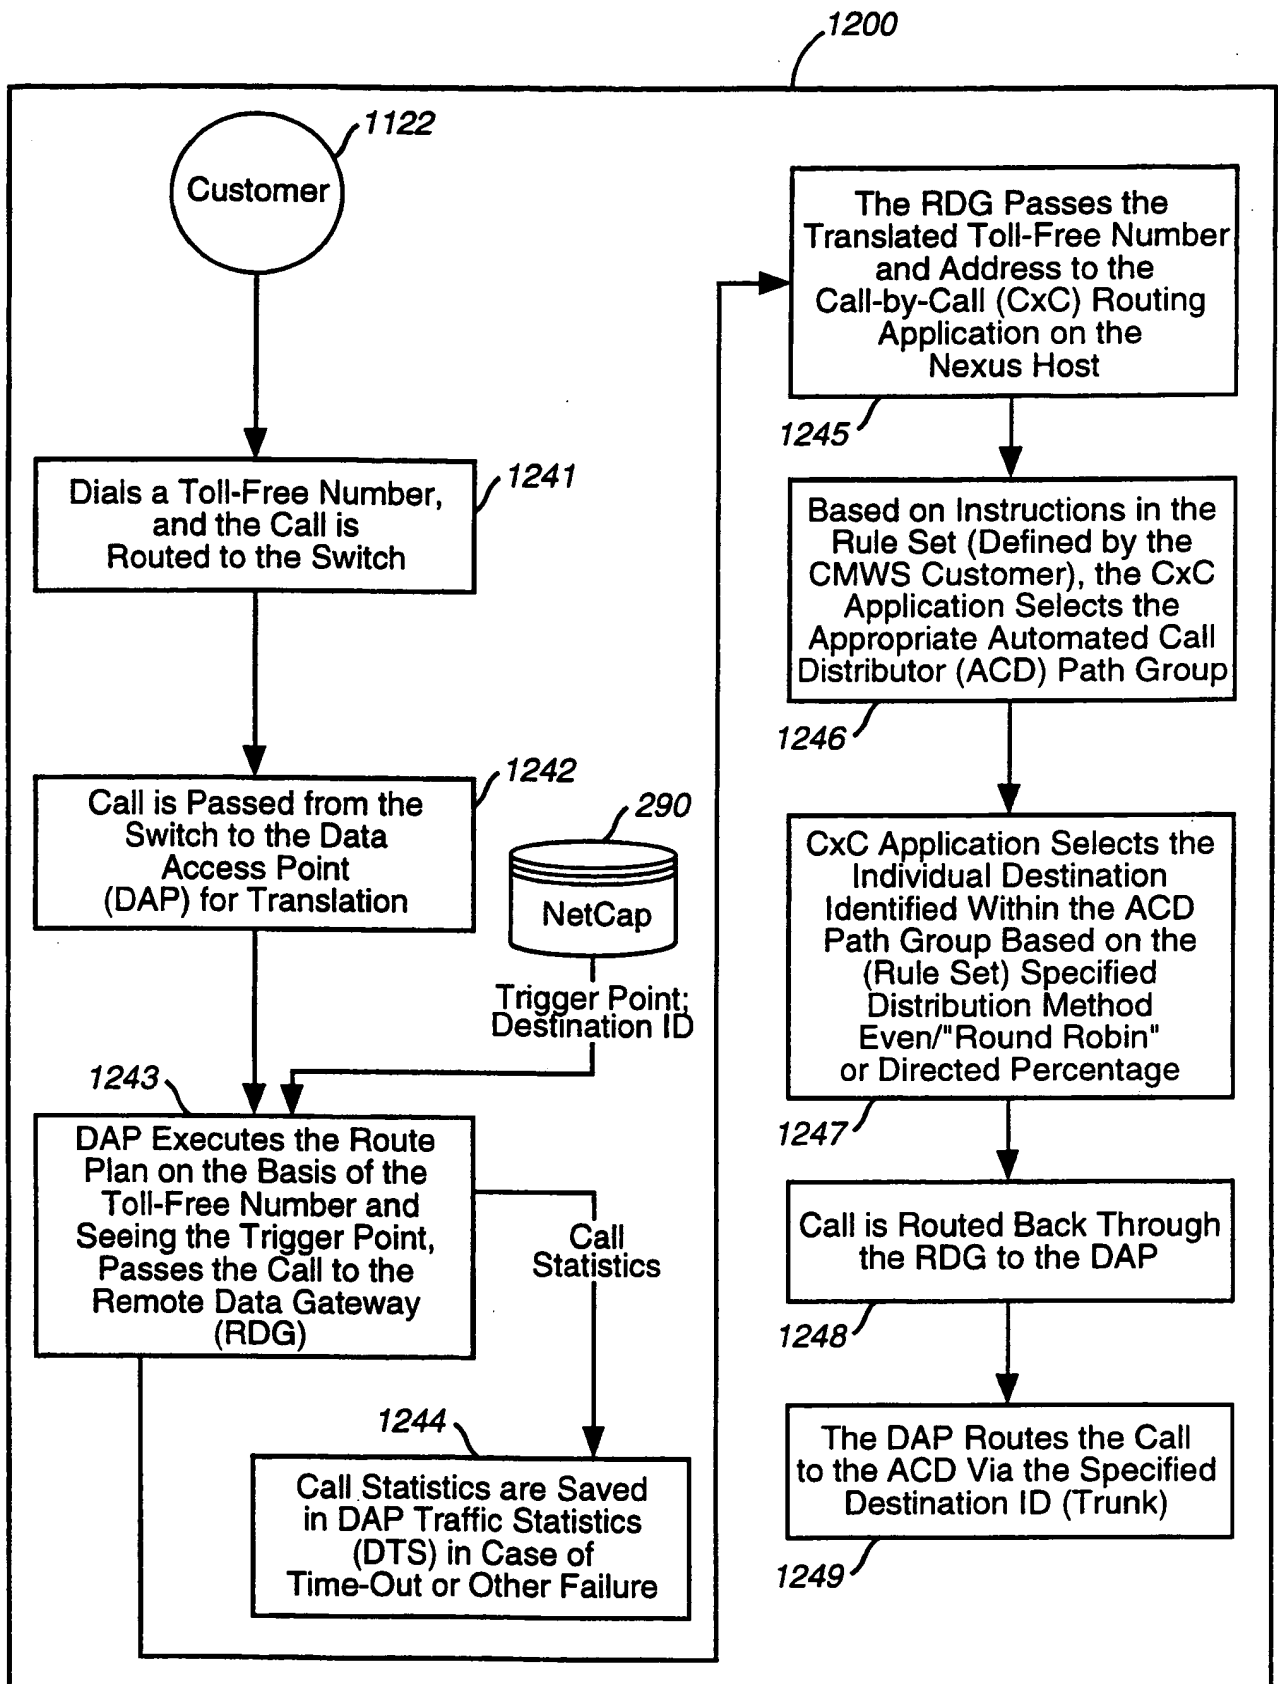 1200
1122
Customer
1241
Dials a Toll-Free Number,
and the Call is
Routed to the Switch
1242
Call is Passed from the
Switch to the Data
Access Point
(DAP) for Translation
290
NetCap
Trigger Point;
Destination ID
1243
DAP Executes the Route
Plan on the Basis of the
Toll-Free Number and
Seeing the Trigger Point,
Passes the Call to the
Remote Data Gateway
(RDG)
Call
Statistics
1244
Call Statistics are Saved
in DAP Traffic Statistics
(DTS) in Case of
Time-Out or Other Failure
The RDG Passes the
Translated Toll-Free Number
and Address to the
Call-by-Call (CxC) Routing
Application on the
Nexus Host
1245
Based on Instructions in the
Rule Set (Defined by the
CMWS Customer), the CxC
Application Selects the
Appropriate Automated Call
Distributor (ACD) Path Group
1246
CxC Application Selects the
Individual Destination
Identified Within the ACD
Path Group Based on the
(Rule Set) Specified
Distribution Method
Even/"Round Robin"
or Directed Percentage
1247
Call is Routed Back Through
the RDG to the DAP
1248
The DAP Routes the Call
to the ACD Via the Specified
Destination ID (Trunk)
1249